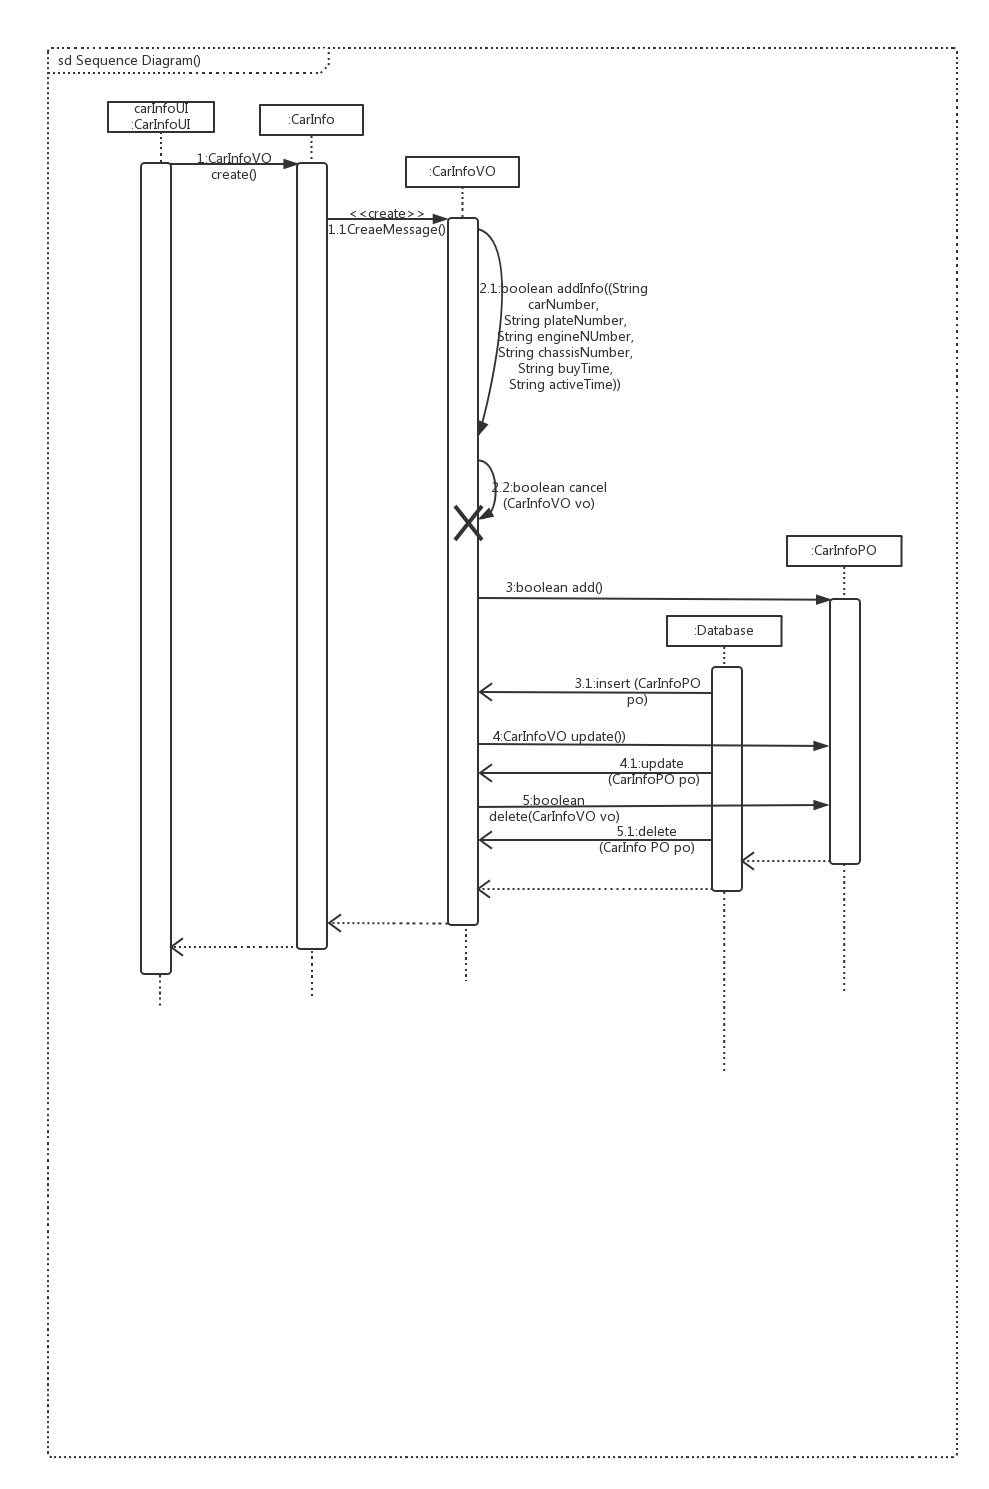 sd Sequence Diagram()
carInfoUI
:CarInfoUI
:CarInfo
1:CarInfoVO
create()
:CarInfoVO
<<create>>
1.1CreaeMessage()
2.1:boolean addInfo((String
carNumber,
String plateNumber,
String engineNUmber,
String chassisNumber,
String buyTime,
String activeTime))
2.2:boolean cancel
(CarInfoVO vo)
:CarInfoPO
3:boolean add()
:Database
3.1:insert (CarInfoPO
po)
4:CarInfoVO update())
4.1:update
(CarInfoPO po)
5:boolean
delete(CarInfoVO vo)
5.1:delete
(CarInfo PO po)